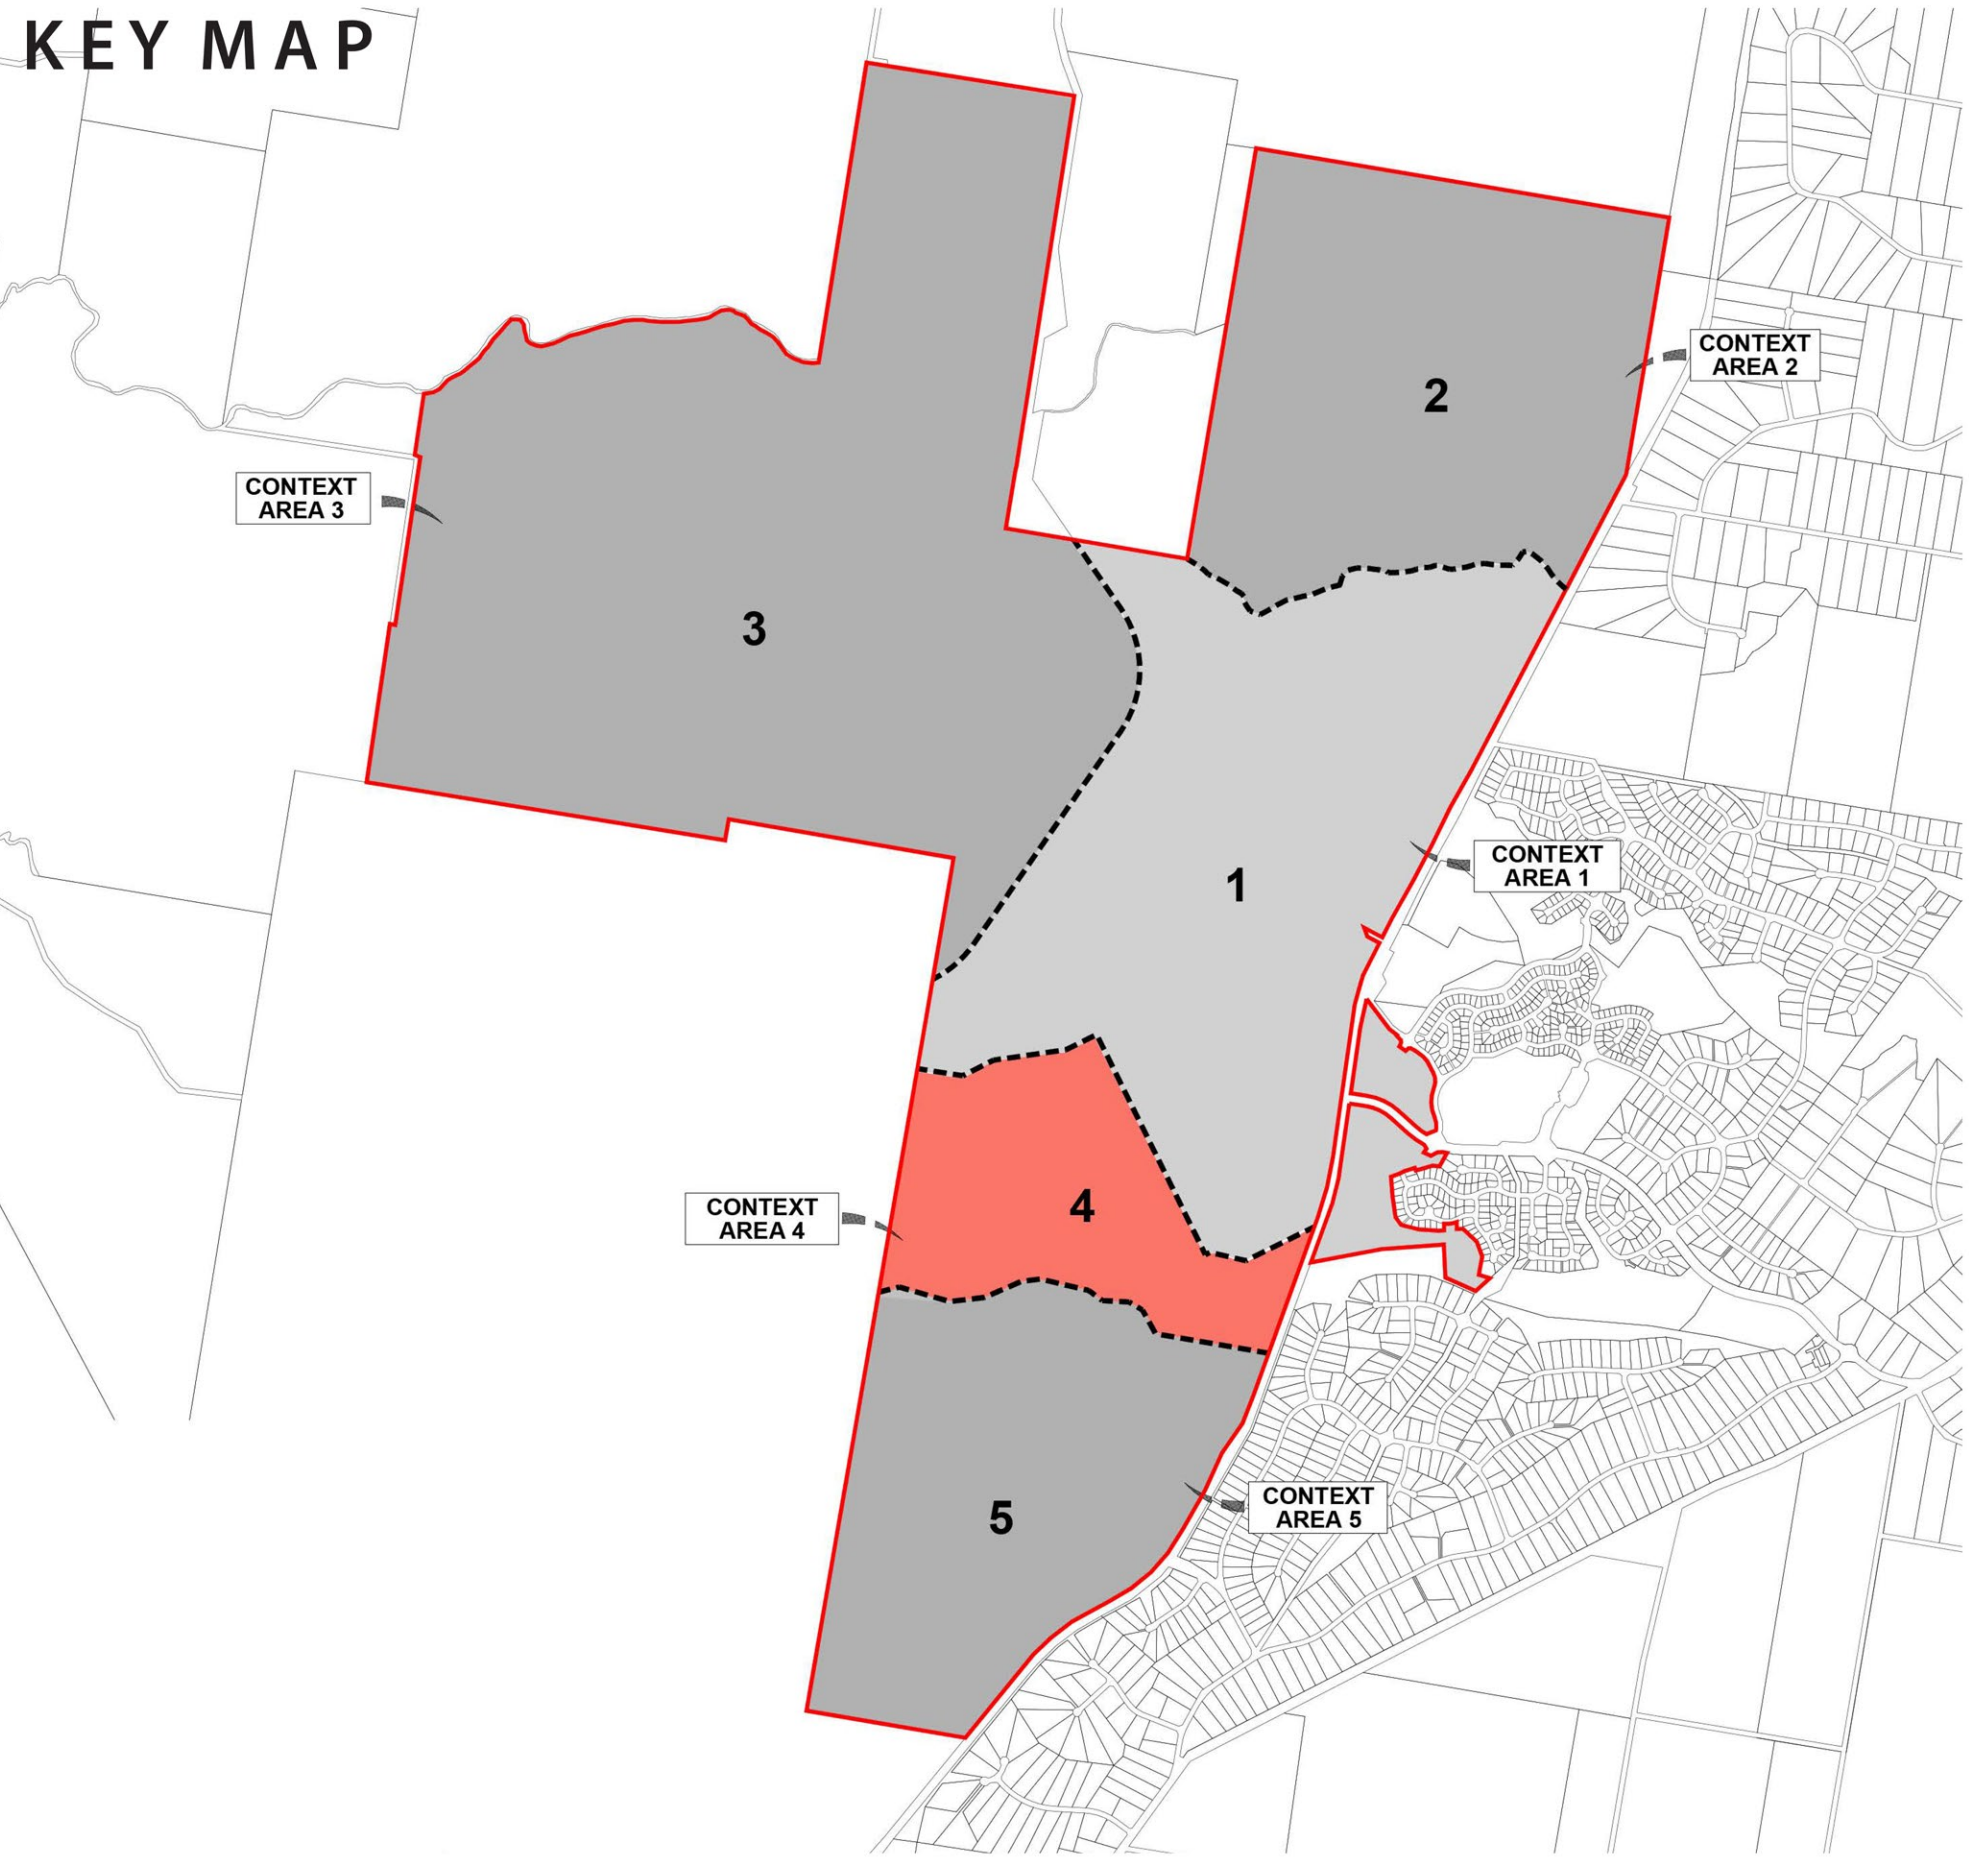 KEY MAP
CONTEXT
AREA 2
2
CONTEXT
AREA 3
3
CONTEXT
AREA 1
1
CONTEXT
AREA 4
4
CONTEXT
AREA 5
5